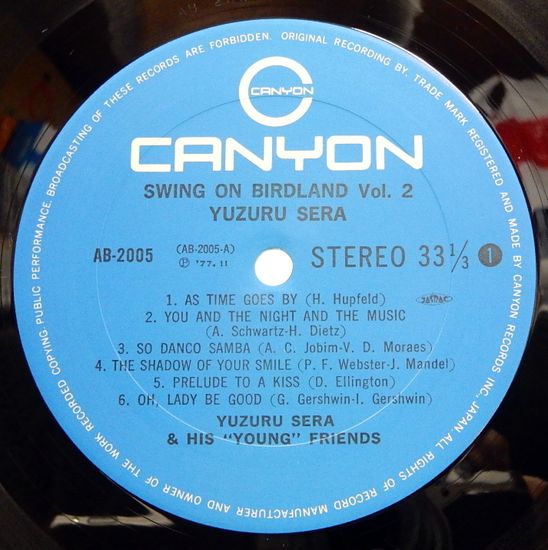 CANYON
CANYON
SWING ON BIRDLAND Vol. 2
YUZURU SERA
AB-2005
(AB-2005-A)
Ⓟ '77. 11
STEREO 33 1/3
1
1. AS TIME GOES BY (H. Hupfeld)
JASRAC
2. YOU AND THE NIGHT AND THE MUSIC
(A. Schwartz-H. Dietz)
3. SO DANCO SAMBA (A. C. Jobim-V. D. Moraes)
4. THE SHADOW OF YOUR SMILE (P. F. Webster-J. Mandel)
5. PRELUDE TO A KISS (D. Ellington)
6. OH, LADY BE GOOD (G. Gershwin-I. Gershwin)
YUZURU SERA
& HIS "YOUNG" FRIENDS
ORIGINAL RECORDING BY, TRADE MARK REGISTERED AND MADE BY CANYON RECORDS INC, JAPAN ALL RIGHTS OF RECORD MANUFACTURER AND OWNER OF THE WORK RECORDED COPYING·PUBLIC PERFORMANCE, BROADCASTING OF THESE RECORDS ARE FORBIDDEN.